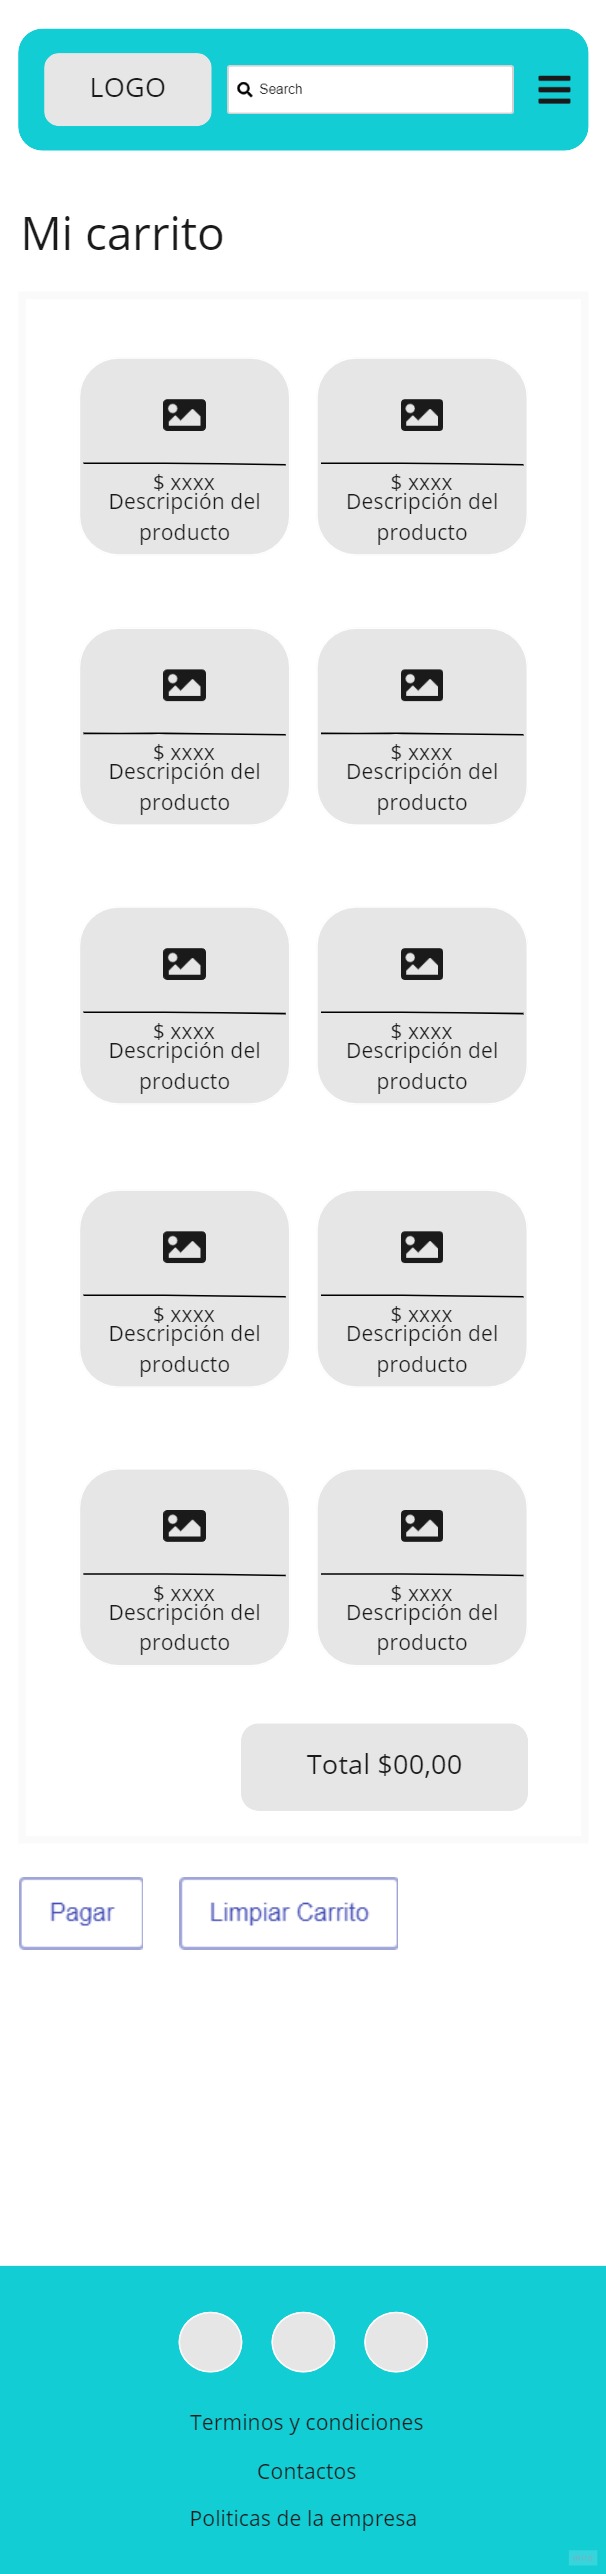 LOGO
Search
Mi carrito
$ xxxx
Descripción del
producto
$ xxxx
Descripción del
producto
$ xxxx
Descripción del
producto
$ xxxx
Descripción del
producto
$ xxxx
Descripción del
producto
$ xxxx
Descripción del
producto
$ xxxx
Descripción del
producto
$ xxxx
Descripción del
producto
$ xxxx
Descripción del
producto
$ xxxx
Descripción del
producto
Total $00,00
Pagar
Limpiar Carrito
Terminos y condiciones
Contactos
Politicas de la empresa